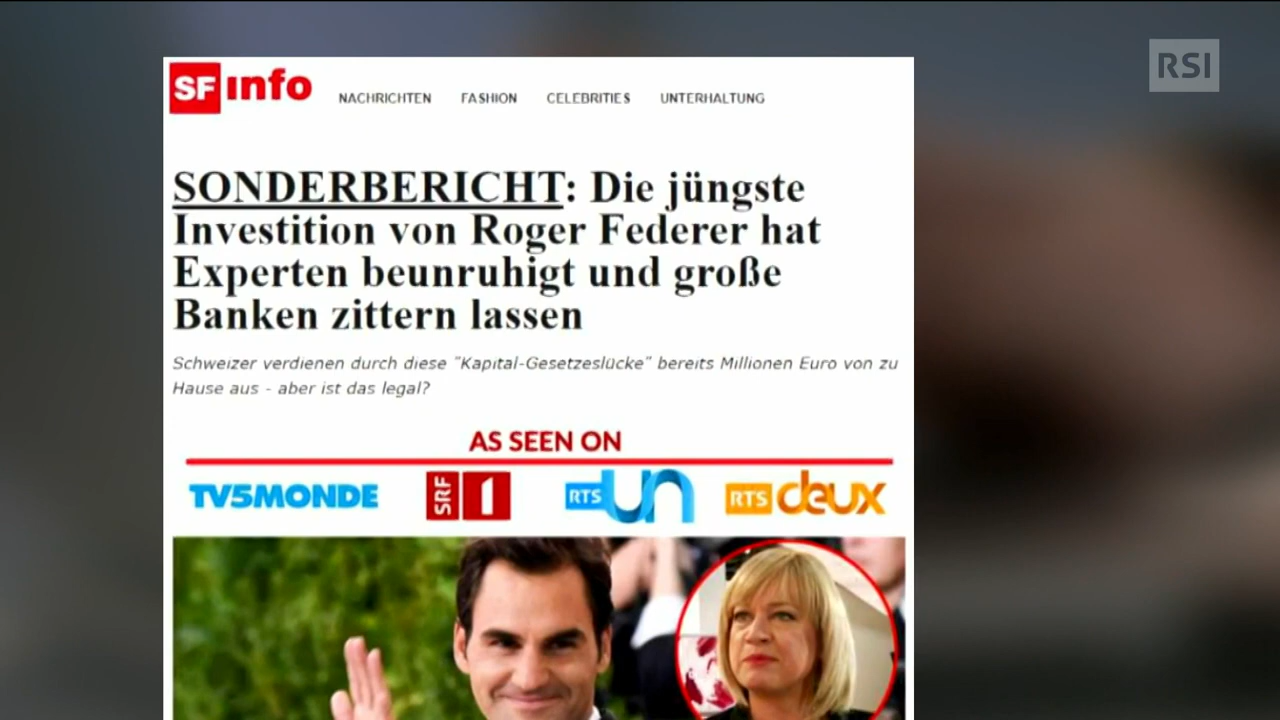 RSI
SF info
NACHRICHTEN FASHION CELEBRITIES UNTERHALTUNG
SONDERBERICHT: Die jüngste
Investition von Roger Federer hat
Experten beunruhigt und große
Banken zittern lassen
Schweizer verdienen durch diese "Kapital-Gesetzeslücke" bereits Millionen Euro von zu
Hause aus - aber ist das legal?
AS SEEN ON
TV5MONDE SRF 1 RTS UN RTS deux